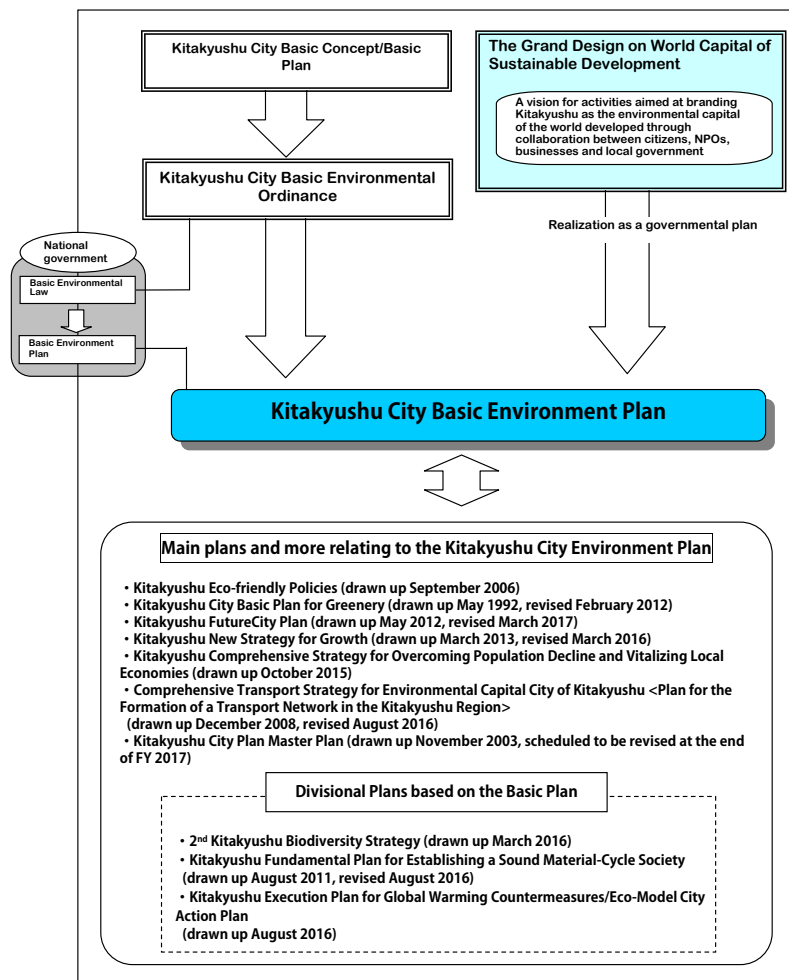 Kitakyushu City Basic Concept/Basic
Plan
The Grand Design on World Capital of
Sustainable Development
A vision for activities aimed at branding
Kitakyushu as the environmental capital
of the world developed through
collaboration between citizens, NPOs,
businesses and local government
Kitakyushu City Basic Environmental
Ordinance
Realization as a governmental plan
National
government
Basic Environmental
Law
Basic Environment
Plan
Kitakyushu City Basic Environment Plan
Main plans and more relating to the Kitakyushu City Environment Plan
・Kitakyushu Eco-friendly Policies (drawn up September 2006)
・Kitakyushu City Basic Plan for Greenery (drawn up May 1992, revised February 2012)
・Kitakyushu FutureCity Plan (drawn up May 2012, revised March 2017)
・Kitakyushu New Strategy for Growth (drawn up March 2013, revised March 2016)
・Kitakyushu Comprehensive Strategy for Overcoming Population Decline and Vitalizing Local
Economies (drawn up October 2015)
・Comprehensive Transport Strategy for Environmental Capital City of Kitakyushu <Plan for the
Formation of a Transport Network in the Kitakyushu Region>
(drawn up December 2008, revised August 2016)
・Kitakyushu City Plan Master Plan (drawn up November 2003, scheduled to be revised at the end
of FY 2017)
Divisional Plans based on the Basic Plan
・2nd Kitakyushu Biodiversity Strategy (drawn up March 2016)
・Kitakyushu Fundamental Plan for Establishing a Sound Material-Cycle Society
(drawn up August 2011, revised August 2016)
・Kitakyushu Execution Plan for Global Warming Countermeasures/Eco-Model City
Action Plan
(drawn up August 2016)